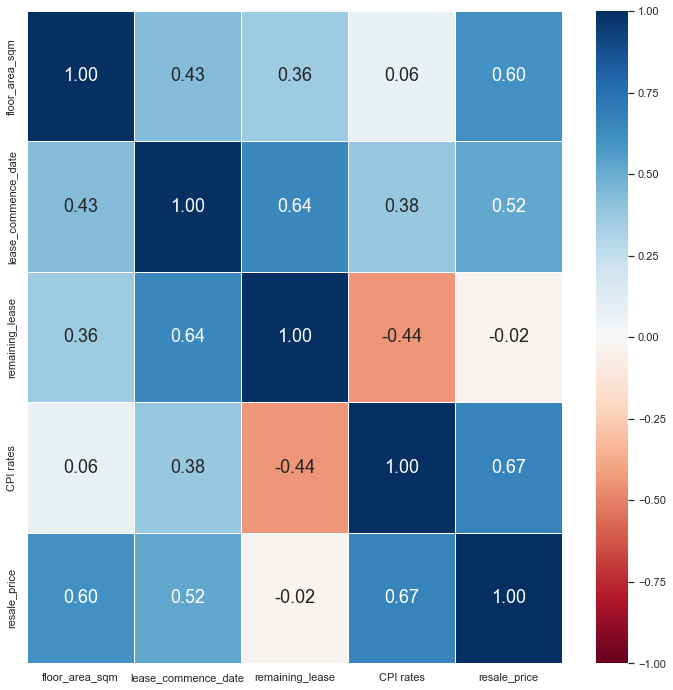 floor_area_sqm
1.00 0.43 0.36 0.06 0.60
lease_commence_date
0.43 1.00 0.64 0.38 0.52
remaining_lease
0.36 0.64 1.00 -0.44 -0.02
CPI rates
0.06 0.38 -0.44 1.00 0.67
resale_price
0.60 0.52 -0.02 0.67 1.00
floor_area_sqm lease_commence_date remaining_lease CPI rates resale_price
1.00
0.75
0.50
0.25
0.00
−0.25
−0.50
−0.75
−1.00